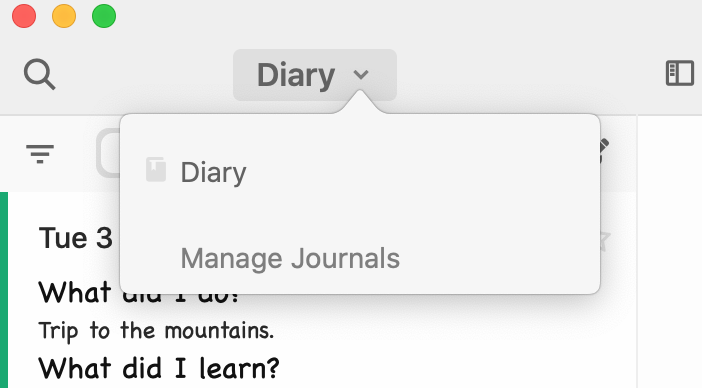 Diary
Diary
Manage Journals
Tue 3
What did I do?
Trip to the mountains.
What did I learn?